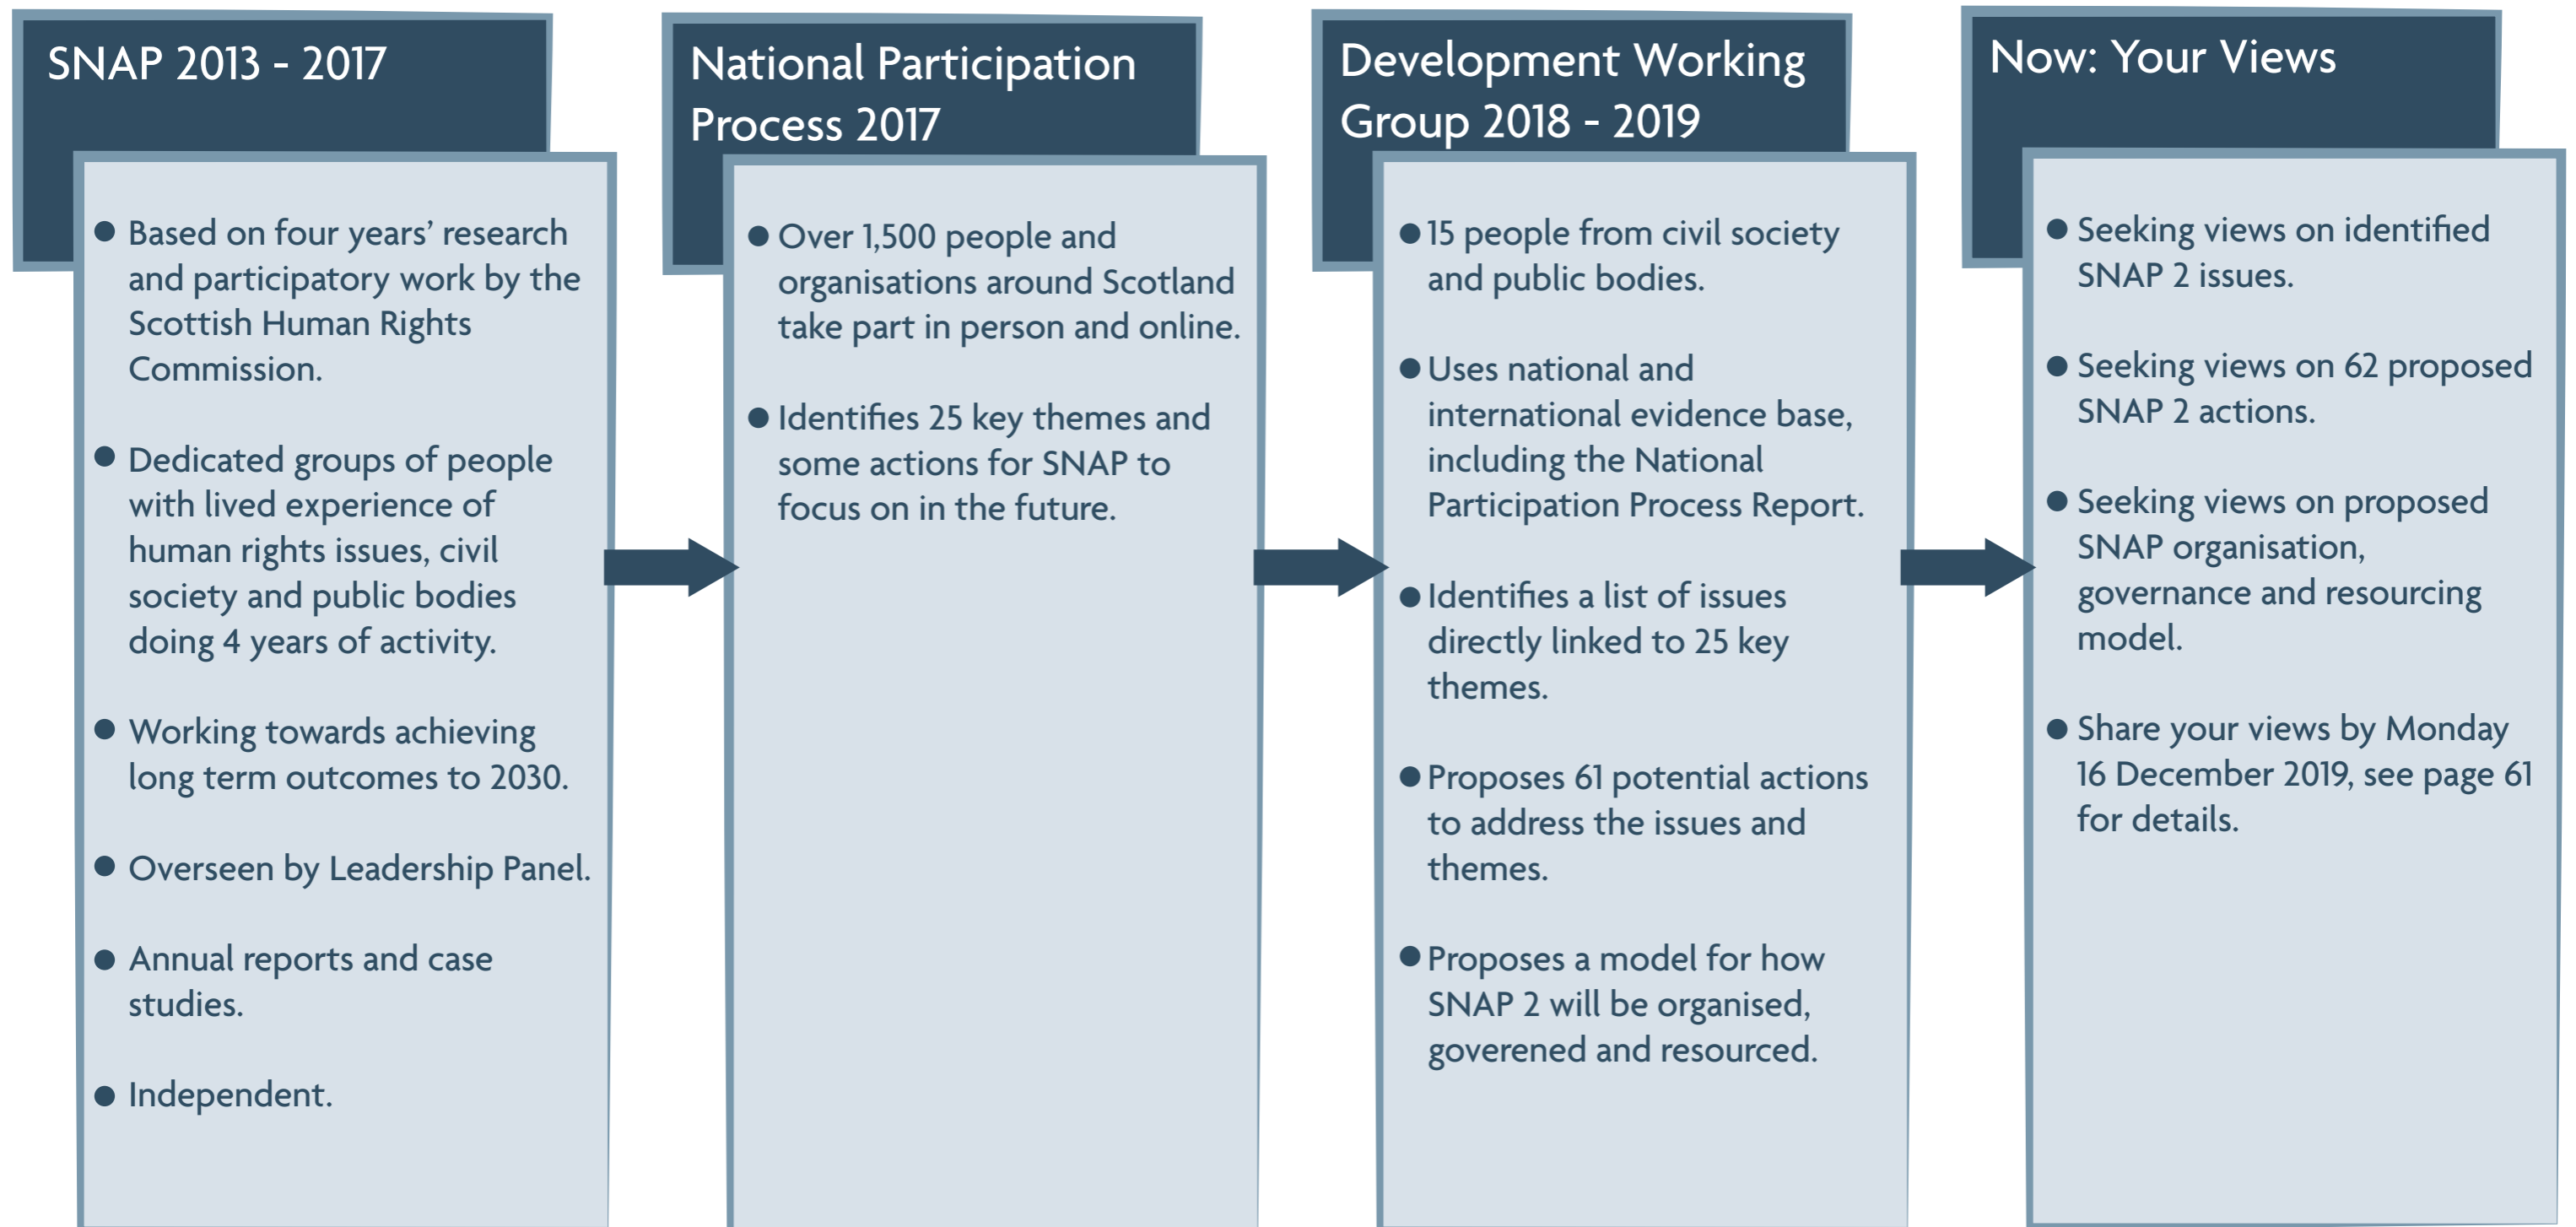 SNAP 2013 - 2017
● Based on four years’ research
and participatory work by the
Scottish Human Rights
Commission.
● Dedicated groups of people
with lived experience of
human rights issues, civil
society and public bodies
doing 4 years of activity.
● Working towards achieving
long term outcomes to 2030.
● Overseen by Leadership Panel.
● Annual reports and case
studies.
● Independent.
National Participation
Process 2017
● Over 1,500 people and
organisations around Scotland
take part in person and online.
● Identifies 25 key themes and
some actions for SNAP to
focus on in the future.
Development Working
Group 2018 - 2019
● 15 people from civil society
and public bodies.
● Uses national and
international evidence base,
including the National
Participation Process Report.
● Identifies a list of issues
directly linked to 25 key
themes.
● Proposes 61 potential actions
to address the issues and
themes.
● Proposes a model for how
SNAP 2 will be organised,
goverened and resourced.
Now: Your Views
● Seeking views on identified
SNAP 2 issues.
● Seeking views on 62 proposed
SNAP 2 actions.
● Seeking views on proposed
SNAP organisation,
governance and resourcing
model.
● Share your views by Monday
16 December 2019, see page 61
for details.